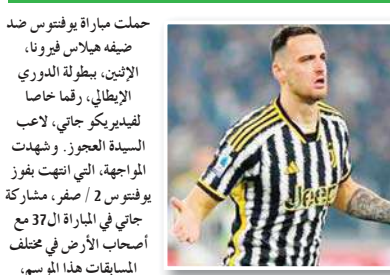 حملت مباراة يوفنتوس ضد
ضيفه هيلاس فيرونا،
الإثنين، ببطولة الدوري
الإيطالي، رقما خاصا
لفيديريكو جاتي، لاعب
السيدة العجوز. وشهدت
المواجهة، التي انتهت بفوز
يوفنتوس 2 / صفر، مشاركة
جاتي في المباراة ال37 مع
أصحاب الأرض في مختلف
المسابقات هذا الموسم،
Jeep